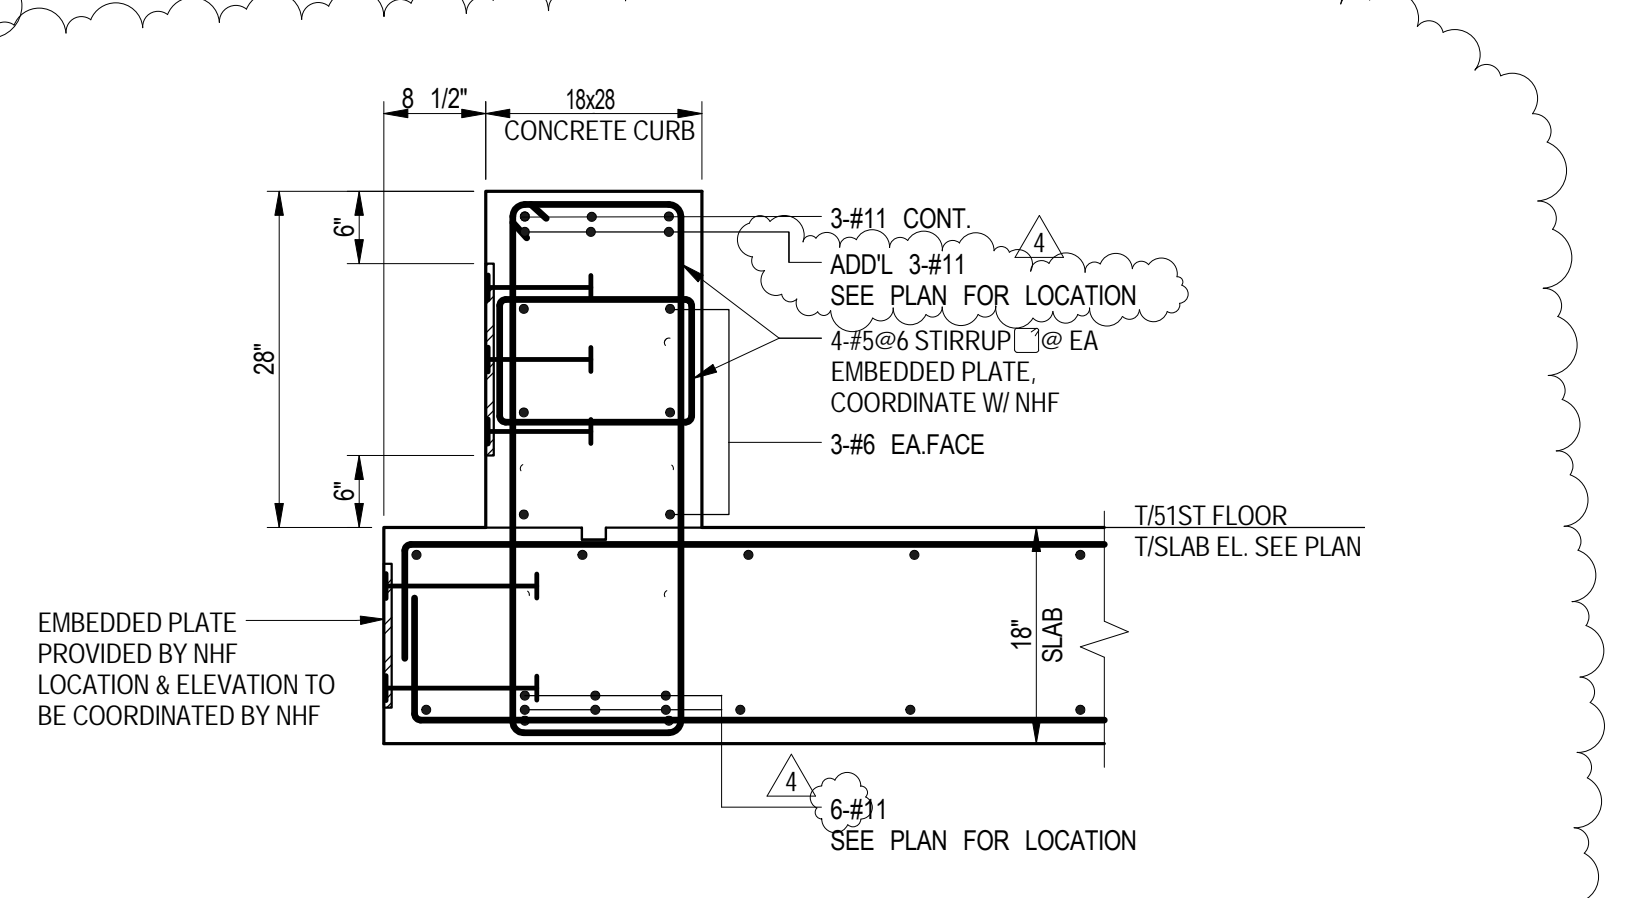 8 1/2"
18x28
CONCRETE CURB
6"
28"
6"
3-#11 CONT.
4
ADD'L 3-#11
SEE PLAN FOR LOCATION
4-#5@6 STIRRUP @ EA
EMBEDDED PLATE,
COORDINATE W/ NHF
3-#6 EA.FACE
T/51ST FLOOR
T/SLAB EL. SEE PLAN
18"
SLAB
EMBEDDED PLATE
PROVIDED BY NHF
LOCATION & ELEVATION TO
BE COORDINATED BY NHF
4
6-#11
SEE PLAN FOR LOCATION